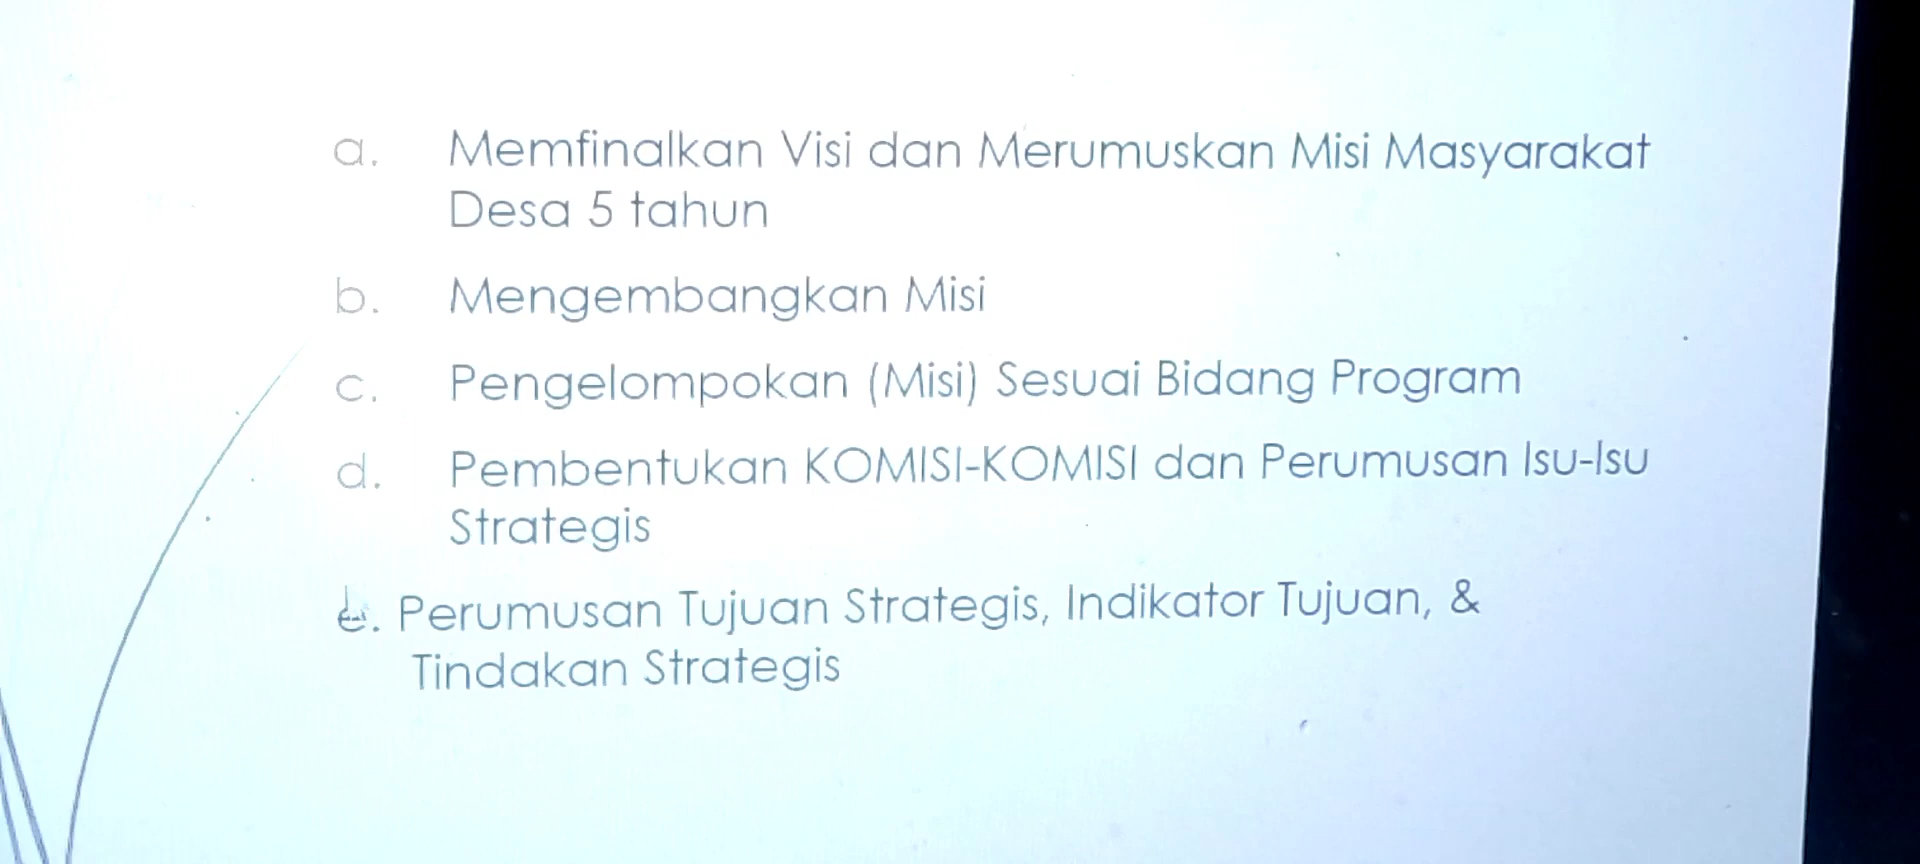 a. Memfinalkan Visi dan Merumuskan Misi Masyarakat
Desa 5 tahun
b. Mengembangkan Misi
c. Pengelompokan (Misi) Sesuai Bidang Program
d. Pembentukan KOMISI-KOMISI dan Perumusan Isu-Isu
Strategis
e. Perumusan Tujuan Strategis, Indikator Tujuan, &
Tindakan Strategis